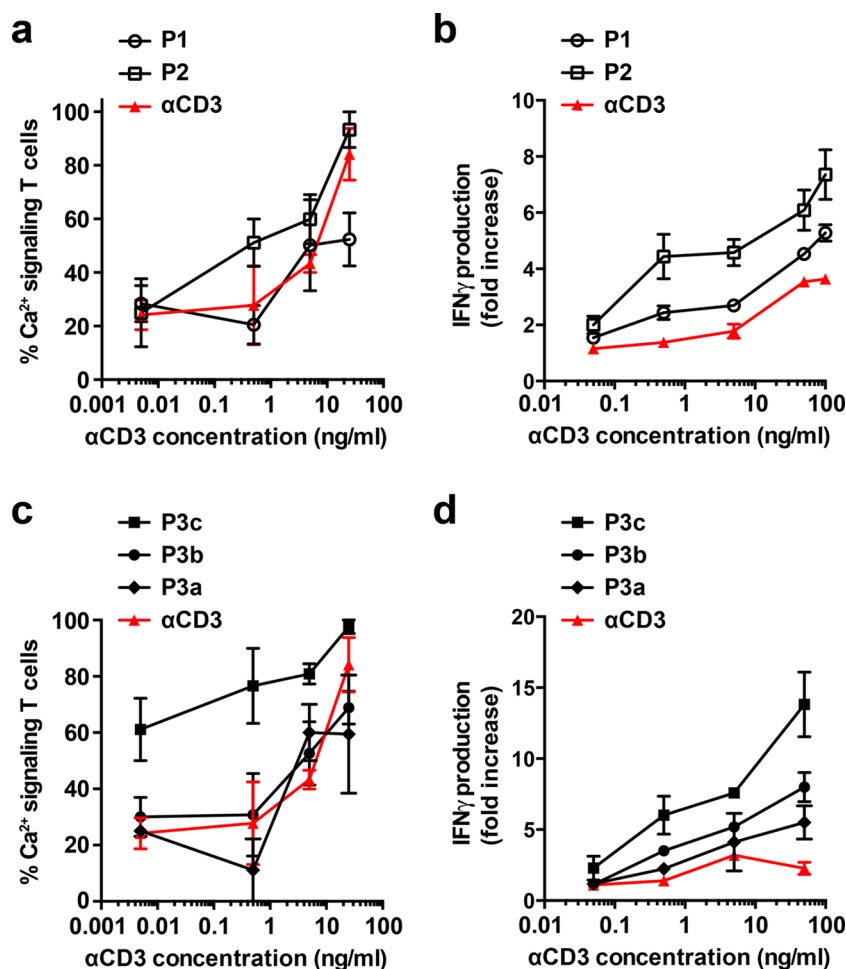 a
P1
P2
αCD3
% Ca²⁺ signaling T cells
100
80
60
40
20
0
0.001
0.1
1
10
100
αCD3 concentration (ng/ml)
b
P1
P2
αCD3
IFNγ production
(fold increase)
10
8
6
4
2
0
0.01
0.1
1
10
100
αCD3 concentration (ng/ml)
c
P3c
P3b
P3a
αCD3
% Ca²⁺ signaling T cells
100
80
60
40
20
0
0.001
0.1
1
10
100
αCD3 concentration (ng/ml)
d
P3c
P3b
P3a
αCD3
IFNγ production
(fold increase)
20
15
10
5
0
0.01
0.1
1
10
100
αCD3 concentration (ng/ml)